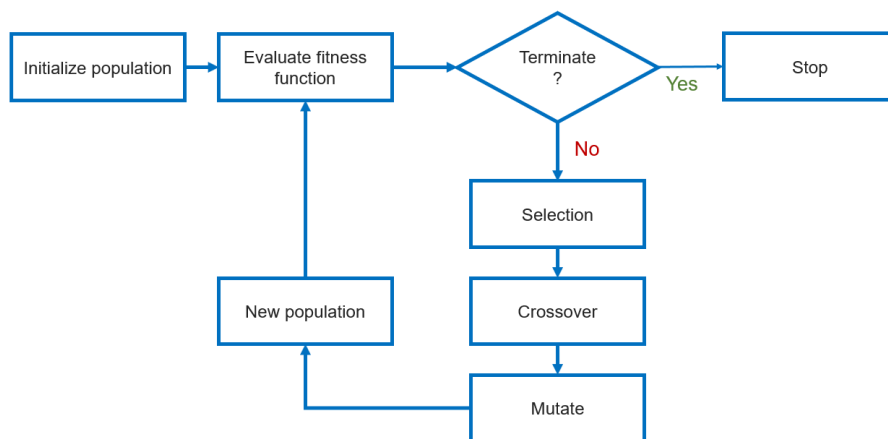 Initialize population
Evaluate fitness
function
Terminate
?
Yes
Stop
No
Selection
New population
Crossover
Mutate